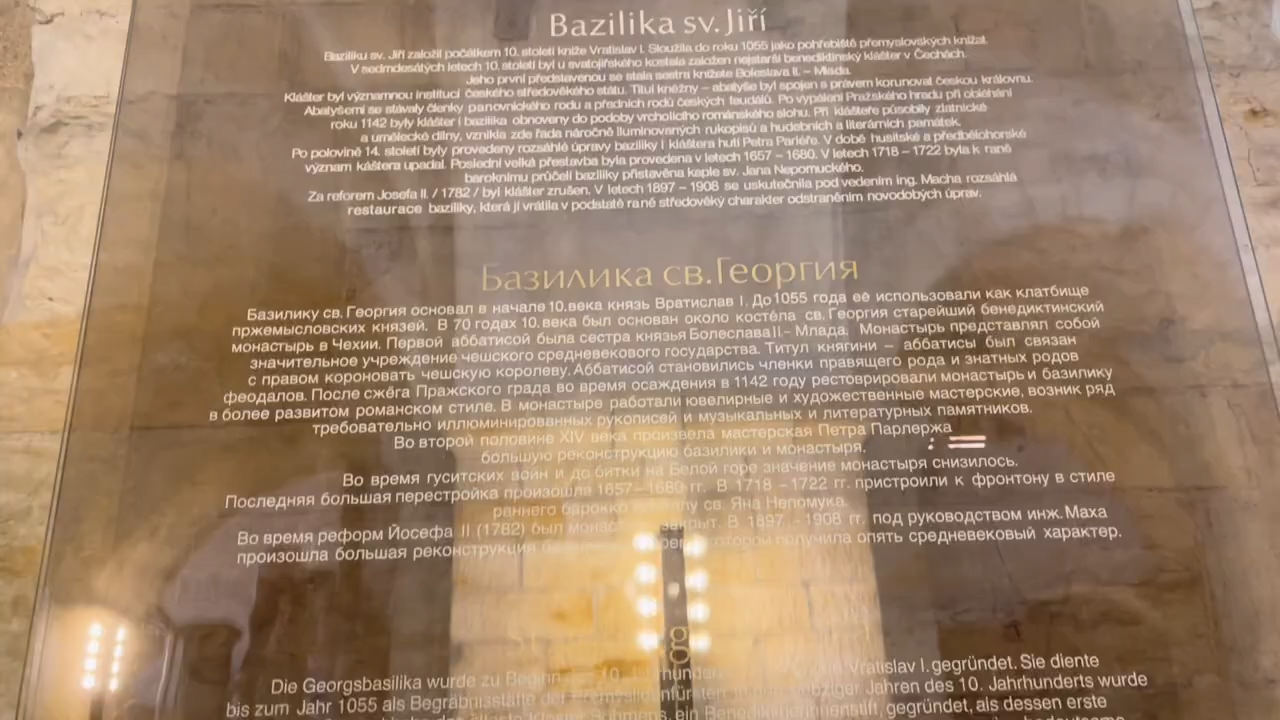 Bazilika sv. Jiří
Baziliku sv. Jiří založil počátkem 10. století kníže Vratislav I. Sloužila do roku 1055 jako pohřebiště přemyslovských knížat.
V sedmdesátých letech 10. století byl u svatojiřského kostela založen nejstarší benediktinský klášter v Čechách.
Jeho první představenou se stala sestra knížete Boleslava II. – Mlada.
Klášter byl významnou institucí českého středověkého státu. Titul kněžny – abatyše byl spojen s právem korunovat českou královnu.
Abatyšemi se stávaly členky panovnického rodu a předních rodů českých feudálů. Po vypálení Pražského hradu při obléhání
roku 1142 byly klášter i bazilika obnoveny do podoby vrcholícího románského slohu. Při klášteře působily zlatnické
a umělecké dílny, vznikla zde řada náročně iluminovaných rukopisů a hudebních a literárních památek.
Po polovině 14. století byly provedeny rozsáhlé úpravy baziliky i kláštera hutí Petra Parléře. V době husitské a předbělohorské
význam kláštera upadal. Poslední velká přestavba byla provedena v letech 1657 – 1680. V letech 1718 – 1722 byla k raně
baroknímu průčelí baziliky přistavěna kaple sv. Jana Nepomuckého.
Za reforem Josefa II. / 1782 / byl klášter zrušen. V letech 1897 – 1908 se uskutečnila pod vedením ing. Macha rozsáhlá
restaurace baziliky, která jí vrátila v podstatě raně středověký charakter odstraněním novodobých úprav.
Базилика св.Георгия
Базилику св. Георгия основал в начале 10.века князь Вратислав I. До 1055 года её использовали как клатбище
пржемысловских князей. В 70 годах 10. века был основан около костёла св. Георгия старейший бенедиктинский
монастырь в Чехии. Первой аббатисой была сестра князья Болеслава II – Млада. Монастырь представлял собой
значительное учреждение чешского средневекового государства. Титул княгини – аббатисы был связан
с правом короновать чешскую королеву. Аббатисой становились членки правящего рода и знатных родов
феодалов. После сжёга Пражского града во время осаждения в 1142 году рестоврировали монастырь и базилику
в более развитом романском стиле. В монастыре работали ювелирные и художественные мастерские, возник ряд
требовательно иллюминированных рукописей и музыкальных и литературных памятников.
Во второй половине XIV века произвела мастерская Петра Парлержа
большую реконструкцию базилики и монастыря.
Во время гуситских воин и до битки на Белой горе значение монастыря снизилось.
Последняя большая перестройка произошла 1657–1680 гг. В 1718 – 1722 гг. пристроили к фронтону в стиле
раннего барокко св. Яна Непомука.
Во время реформ Йосефа II (1782) был закрыт. В 1897 – 1908 гг. под руководством инж. Маха
произошла большая реконструкция которой получила опять средневековый характер.
Die Georgsbasilika wurde zu Beginn 10. Jahrhunderts Vratislav I. gegründet. Sie diente
bis zum Jahr 1055 als Begräbnisstätte der Přemyslidenfürsten. Jahren des 10. Jahrhunderts wurde
ein Benediktinerinnenstift, gegründet, als dessen erste